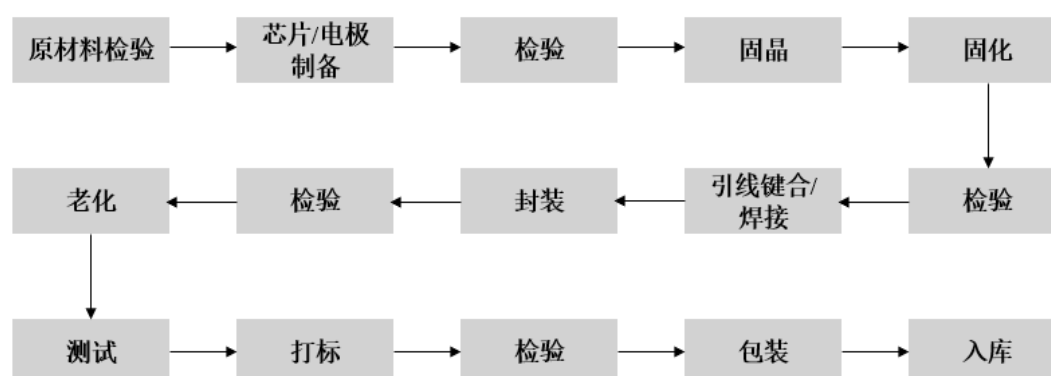 原材料检验
芯片/电极
制备
检验
固晶
固化
检验
引线键合/
焊接
封装
检验
老化
测试
打标
检验
包装
入库